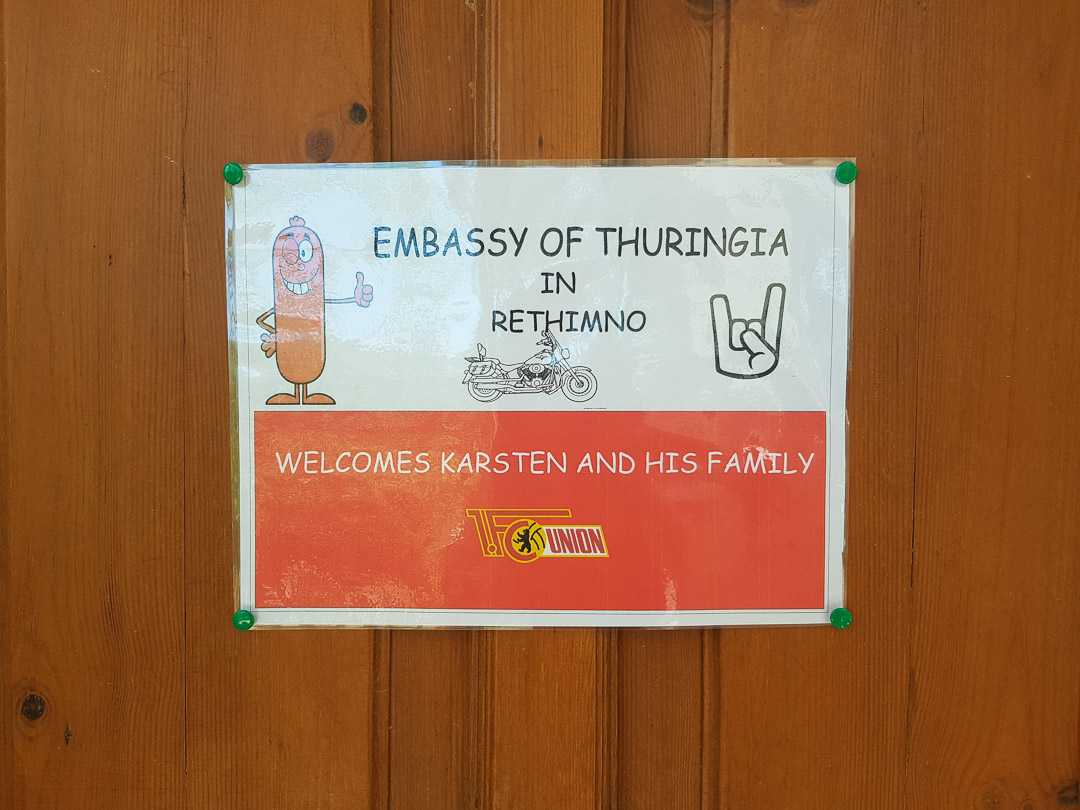 EMBASSY OF THURINGIA
IN
RETHIMNO
WELCOMES KARSTEN AND HIS FAMILY
1.FC UNION